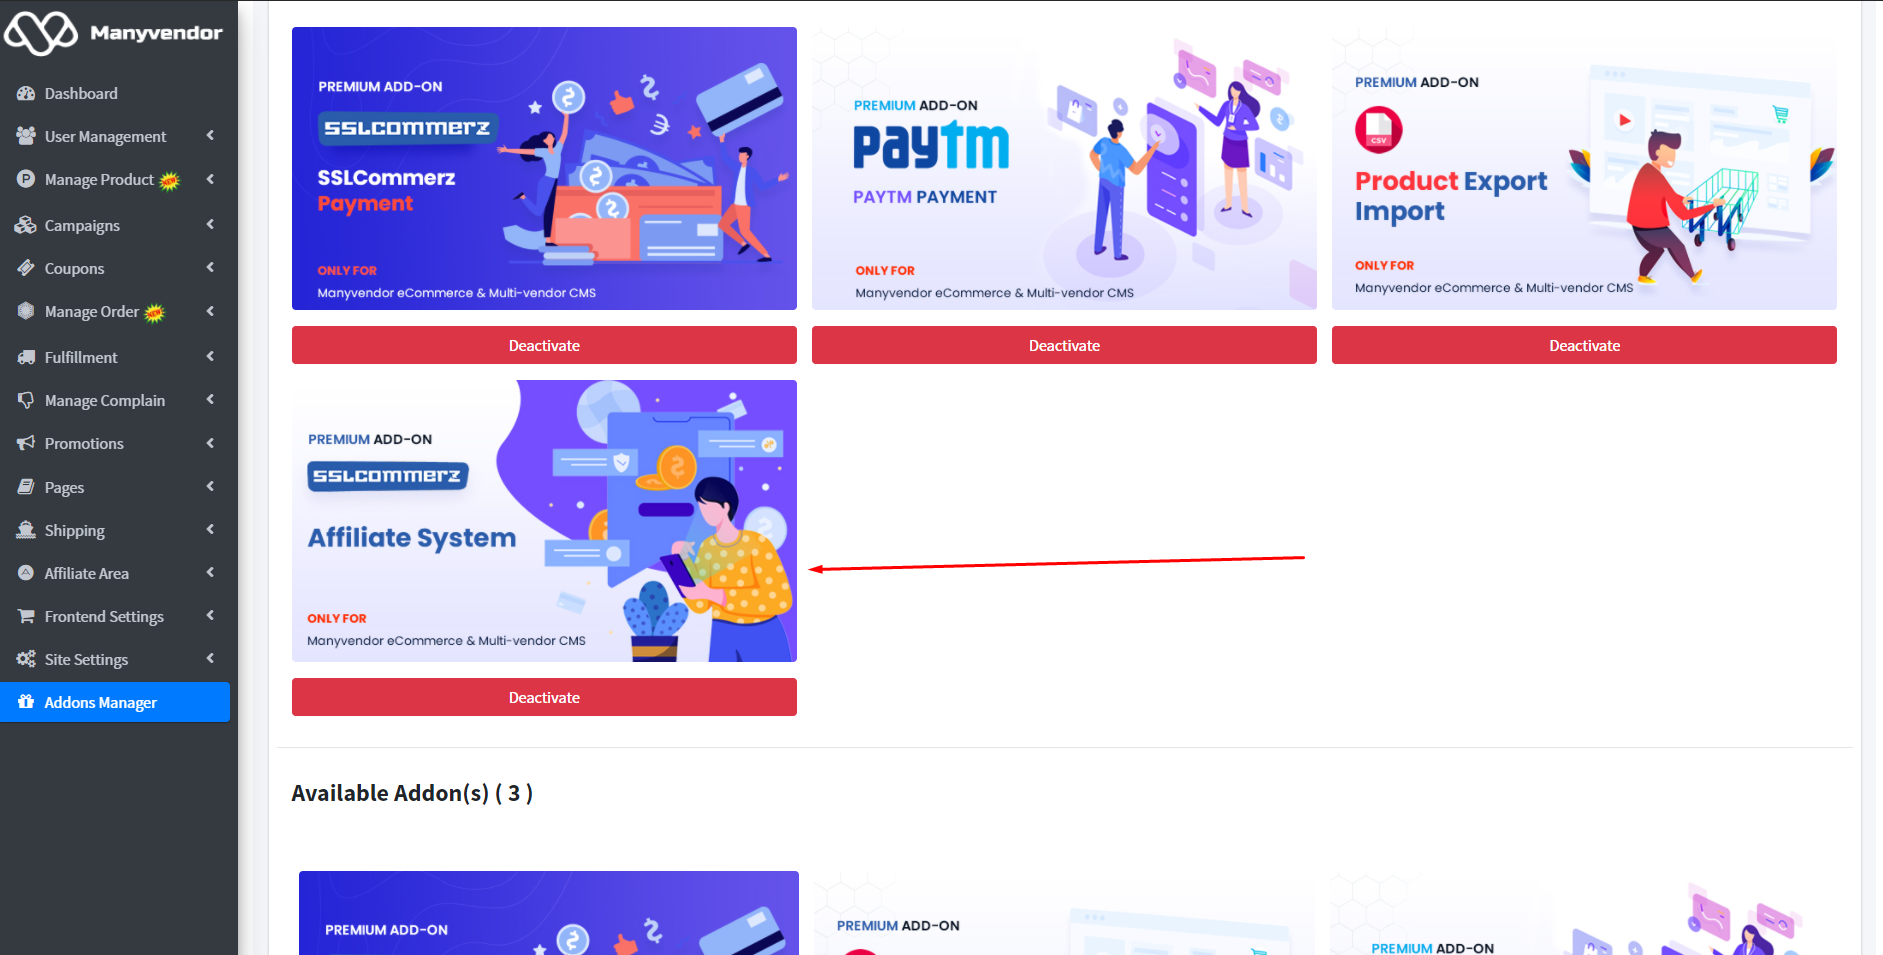 Manyvendor
Dashboard
User Management
Manage Product
Campaigns
Coupons
Manage Order
Fulfillment
Manage Complain
Promotions
Pages
Shipping
Affiliate Area
Frontend Settings
Site Settings
Addons Manager
PREMIUM ADD-ON
SSLCOMMERZ
SSLCommerz
Payment
ONLY FOR
Manyvendor eCommerce & Multi-vendor CMS
Deactivate
PREMIUM ADD-ON
paytm
PAYTM PAYMENT
ONLY FOR
Manyvendor eCommerce & Multi-vendor CMS
Deactivate
PREMIUM ADD-ON
CSV
Product Export
Import
ONLY FOR
Manyvendor eCommerce & Multi-vendor CMS
Deactivate
PREMIUM ADD-ON
SSLCOMMERZ
Affiliate System
ONLY FOR
Manyvendor eCommerce & Multi-vendor CMS
Deactivate
Available Addon(s) ( 3 )
PREMIUM ADD-ON
PREMIUM ADD-ON
PREMIUM ADD-ON